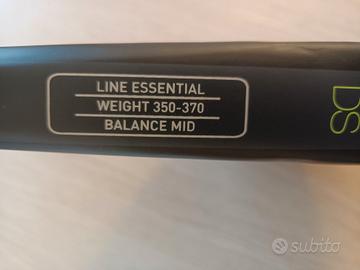 LINE ESSENTIAL
WEIGHT 350-370
BALANCE MID
DS
subito